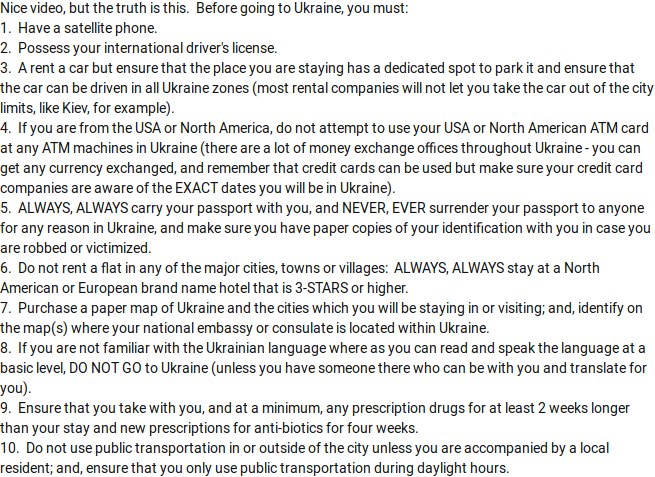 Nice video, but the truth is this.  Before going to Ukraine, you must:
1.  Have a satellite phone.
2.  Possess your international driver's license.
3.  A rent a car but ensure that the place you are staying has a dedicated spot to park it and ensure that
the car can be driven in all Ukraine zones (most rental companies will not let you take the car out of the city
limits, like Kiev, for example).
4.  If you are from the USA or North America, do not attempt to use your USA or North American ATM card
at any ATM machines in Ukraine (there are a lot of money exchange offices throughout Ukraine - you can
get any currency exchanged, and remember that credit cards can be used but make sure your credit card
companies are aware of the EXACT dates you will be in Ukraine).
5.  ALWAYS, ALWAYS carry your passport with you, and NEVER, EVER surrender your passport to anyone
for any reason in Ukraine, and make sure you have paper copies of your identification with you in case you
are robbed or victimized.
6.  Do not rent a flat in any of the major cities, towns or villages:  ALWAYS, ALWAYS stay at a North
American or European brand name hotel that is 3-STARS or higher.
7.  Purchase a paper map of Ukraine and the cities which you will be staying in or visiting; and, identify on
the map(s) where your national embassy or consulate is located within Ukraine.
8.  If you are not familiar with the Ukrainian language where as you can read and speak the language at a
basic level, DO NOT GO to Ukraine (unless you have someone there who can be with you and translate for
you).
9.  Ensure that you take with you, and at a minimum, any prescription drugs for at least 2 weeks longer
than your stay and new prescriptions for anti-biotics for four weeks.
10.  Do not use public transportation in or outside of the city unless you are accompanied by a local
resident; and, ensure that you only use public transportation during daylight hours.